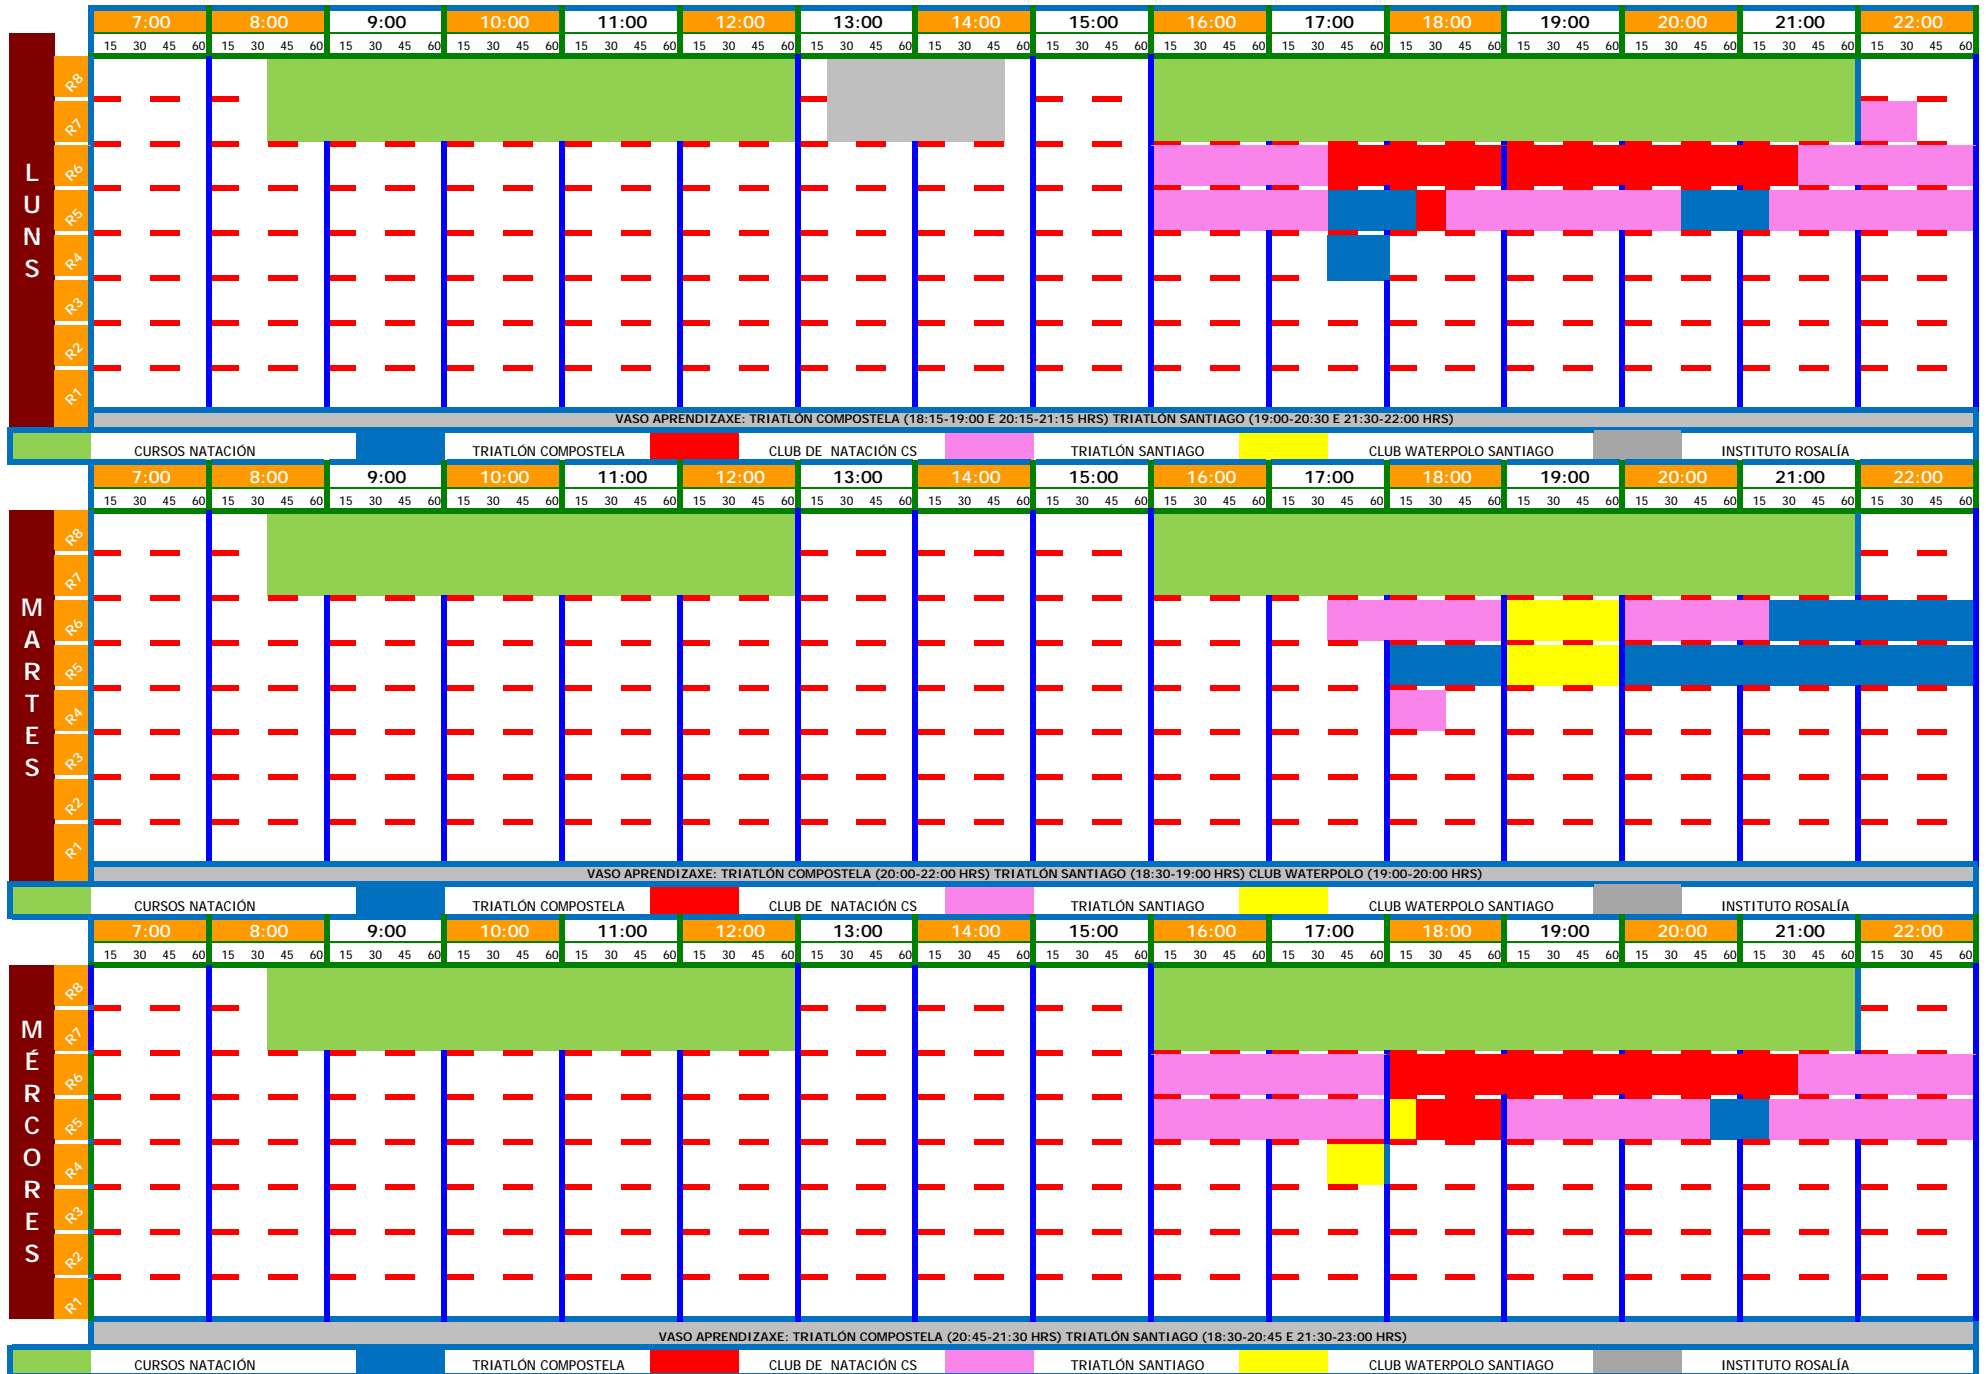 7:00 8:00 9:00 10:00 11:00 12:00 13:00 14:00 15:00 16:00 17:00 18:00 19:00 20:00 21:00 22:00
15 30 45 60 15 30 45 60 15 30 45 60 15 30 45 60 15 30 45 60 15 30 45 60 15 30 45 60 15 30 45 60 15 30 45 60 15 30 45 60 15 30 45 60 15 30 45 60 15 30 45 60 15 30 45 60 15 30 45 60 15 30 45 60
LUNS
R8
R7
R6
R5
R4
R3
R2
R1
VASO APRENDIZAXE: TRIATLÓN COMPOSTELA (18:15-19:00 E 20:15-21:15 HRS) TRIATLÓN SANTIAGO (19:00-20:30 E 21:30-22:00 HRS)
CURSOS NATACIÓN TRIATLÓN COMPOSTELA CLUB DE NATACIÓN CS TRIATLÓN SANTIAGO CLUB WATERPOLO SANTIAGO INSTITUTO ROSALÍA
7:00 8:00 9:00 10:00 11:00 12:00 13:00 14:00 15:00 16:00 17:00 18:00 19:00 20:00 21:00 22:00
15 30 45 60 15 30 45 60 15 30 45 60 15 30 45 60 15 30 45 60 15 30 45 60 15 30 45 60 15 30 45 60 15 30 45 60 15 30 45 60 15 30 45 60 15 30 45 60 15 30 45 60 15 30 45 60 15 30 45 60 15 30 45 60
MARTES
R8
R7
R6
R5
R4
R3
R2
R1
VASO APRENDIZAXE: TRIATLÓN COMPOSTELA (20:00-22:00 HRS) TRIATLÓN SANTIAGO (18:30-19:00 HRS) CLUB WATERPOLO (19:00-20:00 HRS)
CURSOS NATACIÓN TRIATLÓN COMPOSTELA CLUB DE NATACIÓN CS TRIATLÓN SANTIAGO CLUB WATERPOLO SANTIAGO INSTITUTO ROSALÍA
7:00 8:00 9:00 10:00 11:00 12:00 13:00 14:00 15:00 16:00 17:00 18:00 19:00 20:00 21:00 22:00
15 30 45 60 15 30 45 60 15 30 45 60 15 30 45 60 15 30 45 60 15 30 45 60 15 30 45 60 15 30 45 60 15 30 45 60 15 30 45 60 15 30 45 60 15 30 45 60 15 30 45 60 15 30 45 60 15 30 45 60 15 30 45 60
MÉRCORES
R8
R7
R6
R5
R4
R3
R2
R1
VASO APRENDIZAXE: TRIATLÓN COMPOSTELA (20:45-21:30 HRS) TRIATLÓN SANTIAGO (18:30-20:45 E 21:30-23:00 HRS)
CURSOS NATACIÓN TRIATLÓN COMPOSTELA CLUB DE NATACIÓN CS TRIATLÓN SANTIAGO CLUB WATERPOLO SANTIAGO INSTITUTO ROSALÍA